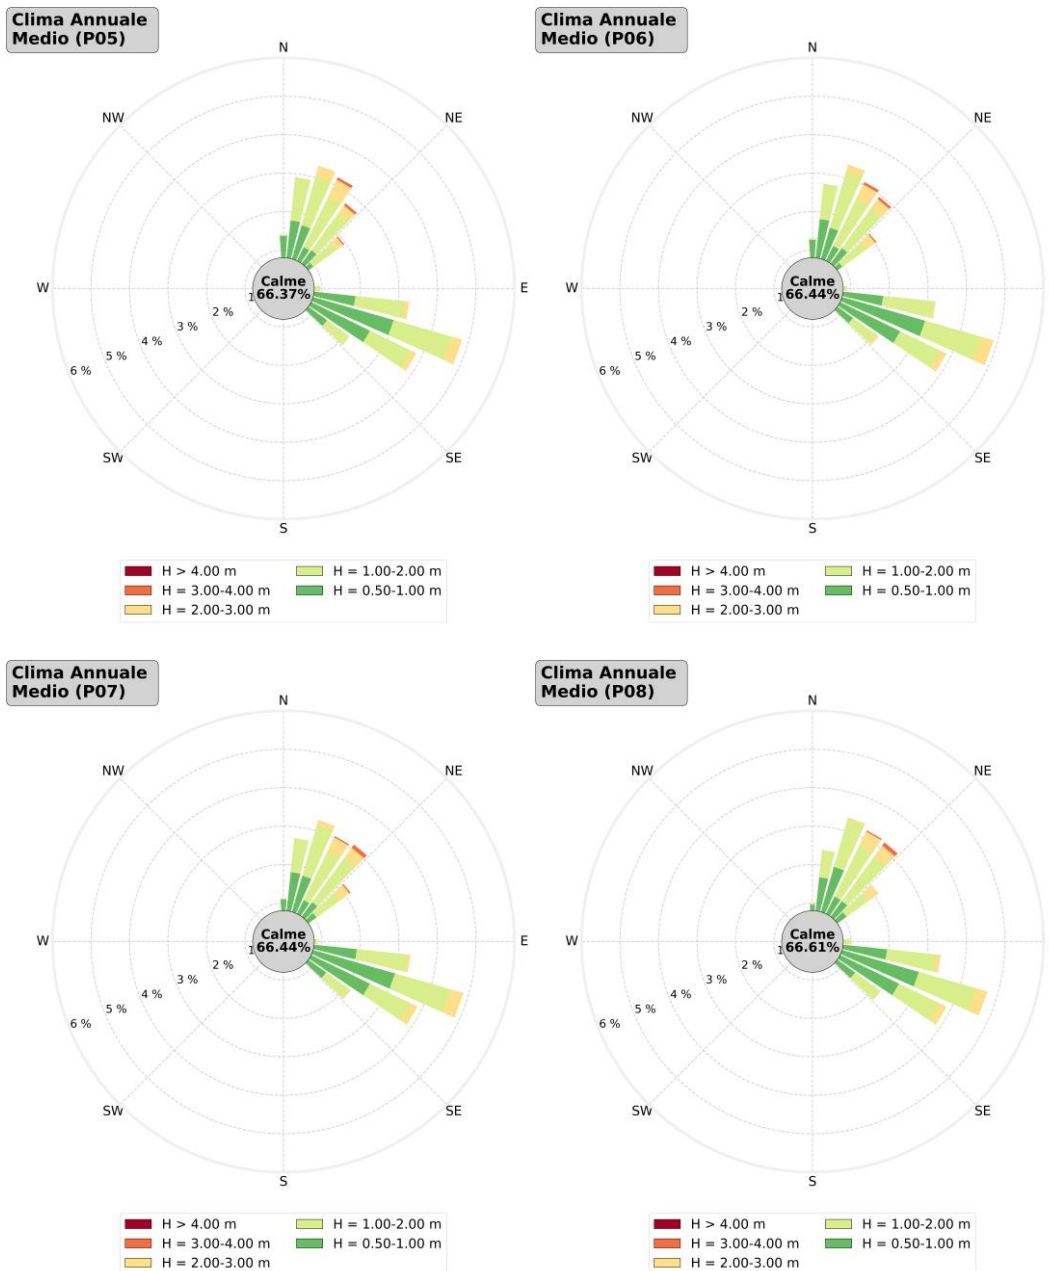 Clima Annuale
Medio (P05)
N
NW
NE
W
E
Calme
66.37%
1
2 %
3 %
4 %
5 %
6 %
SW
SE
S
H > 4.00 m
H = 3.00-4.00 m
H = 2.00-3.00 m
H = 1.00-2.00 m
H = 0.50-1.00 m
Clima Annuale
Medio (P06)
N
NW
NE
W
Calme
66.44%
1
2 %
3 %
4 %
5 %
6 %
SW
SE
S
H > 4.00 m
H = 3.00-4.00 m
H = 2.00-3.00 m
H = 1.00-2.00 m
H = 0.50-1.00 m
Clima Annuale
Medio (P07)
N
NW
NE
W
E
Calme
66.44%
1
2 %
3 %
4 %
5 %
6 %
SW
SE
S
H > 4.00 m
H = 3.00-4.00 m
H = 2.00-3.00 m
H = 1.00-2.00 m
H = 0.50-1.00 m
Clima Annuale
Medio (P08)
N
NW
NE
W
Calme
66.61%
1
2 %
3 %
4 %
5 %
6 %
SW
SE
S
H > 4.00 m
H = 3.00-4.00 m
H = 2.00-3.00 m
H = 1.00-2.00 m
H = 0.50-1.00 m